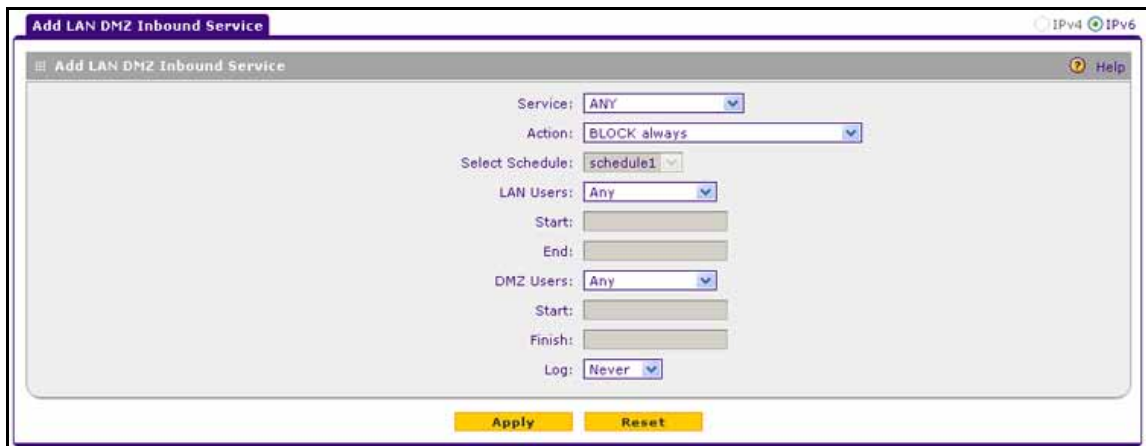 Add LAN DMZ Inbound Service
IPv4 IPv6
Add LAN DMZ Inbound Service
Help
Service: ANY
Action: BLOCK always
Select Schedule: schedule1
LAN Users: Any
Start:
End:
DMZ Users: Any
Start:
Finish:
Log: Never
Apply Reset